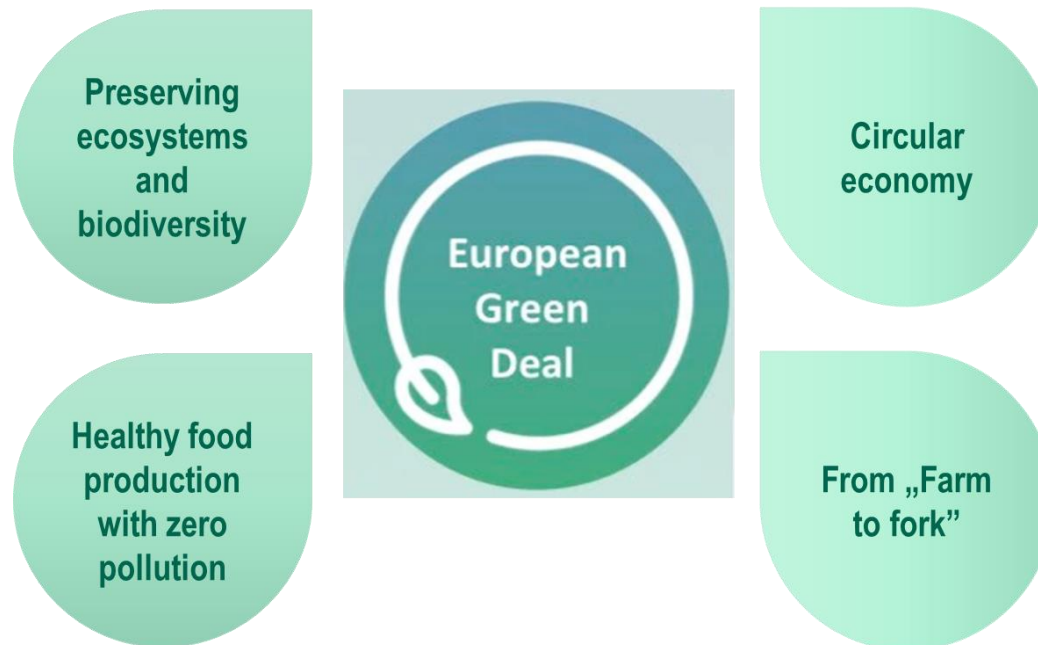 Preserving
ecosystems
and
biodiversity
European
Green
Deal
Circular
economy
Healthy food
production
with zero
pollution
From „Farm
to fork”